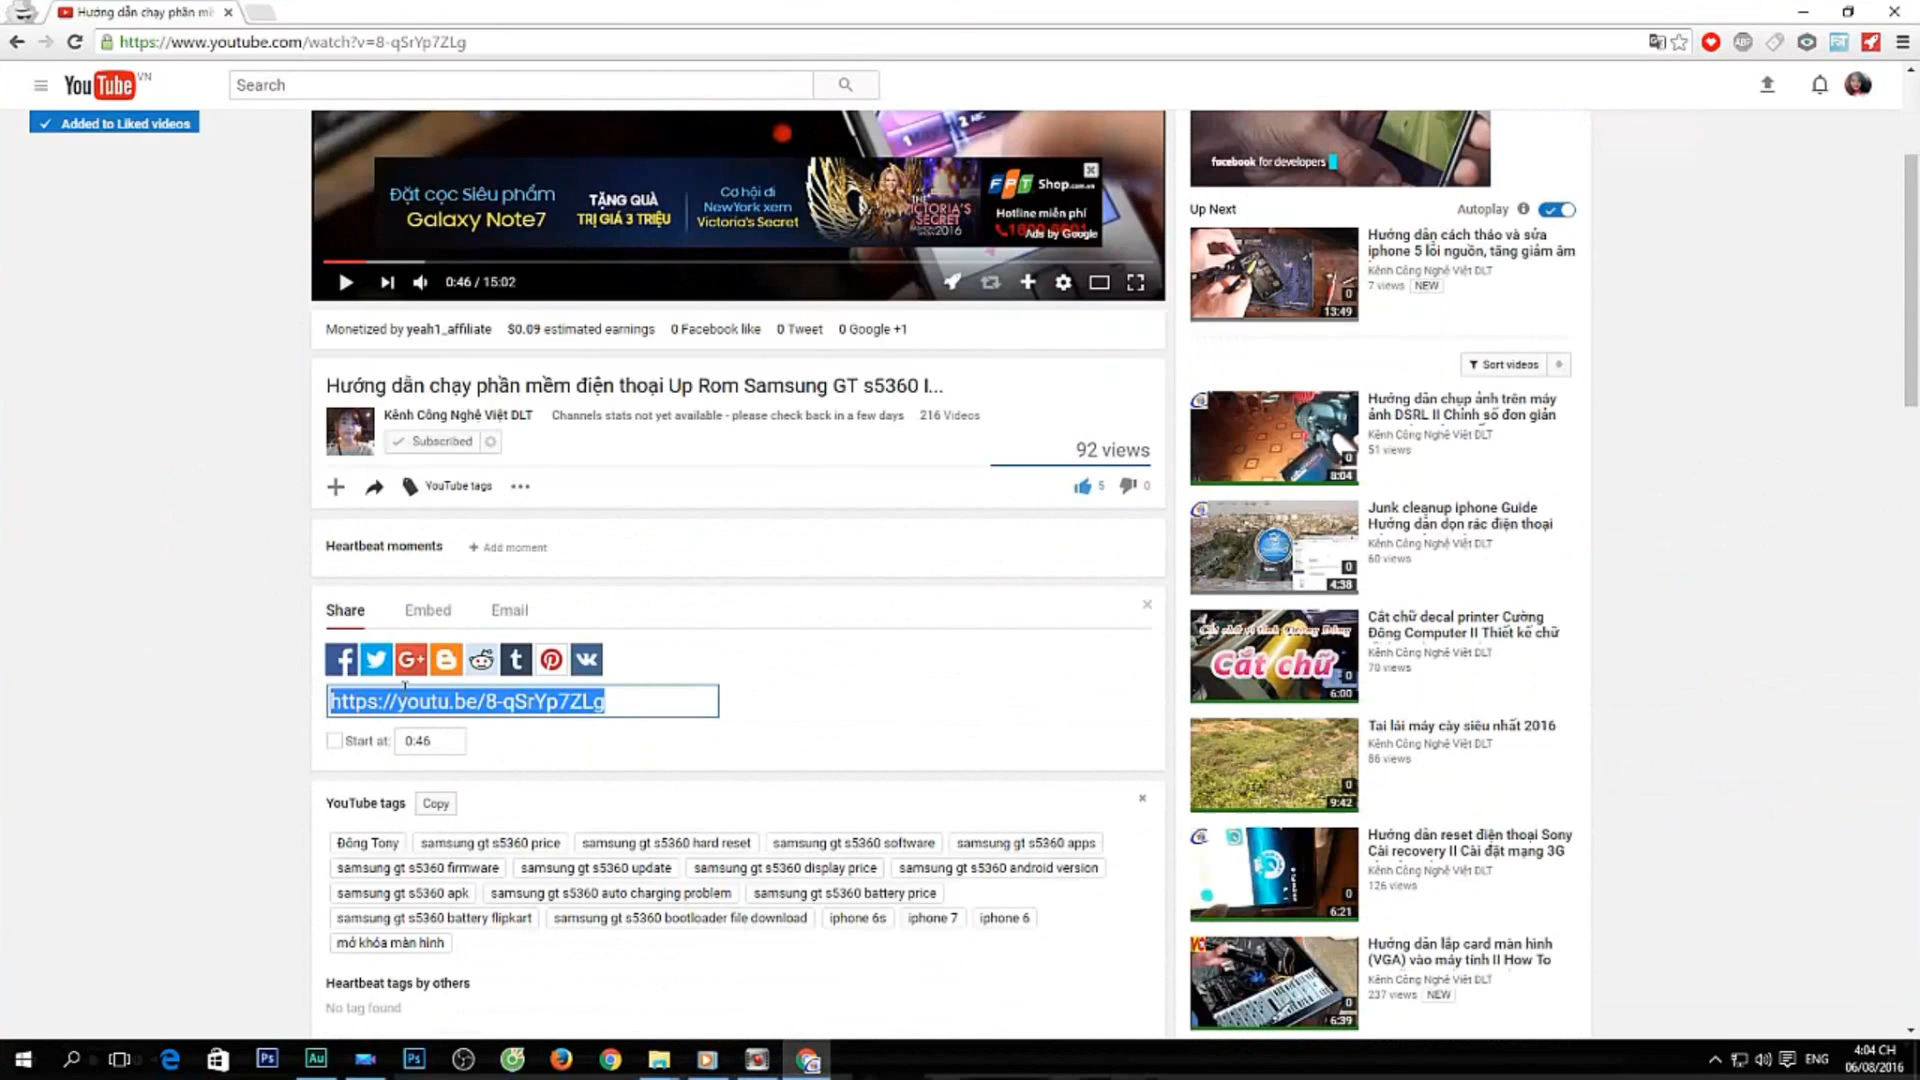 Hướng dẫn chạy phần mề
https://www.youtube.com/watch?v=8-qSrYp7ZLg
YouTube VN
Search
Added to Liked videos
Đặt cọc Siêu phẩm
Galaxy Note7
TẶNG QUÀ
TRỊ GIÁ 3 TRIỆU
Cơ hội đi
NewYork xem
Victoria's Secret
THE
VICTORIA'S
SECRET
2016
FPT Shop.com.vn
Hotline miễn phí
Ads by Google
0:46 / 15:02
Monetized by yeah1_affiliate $0.09 estimated earnings 0 Facebook like 0 Tweet 0 Google +1
Hướng dẫn chạy phần mềm điện thoại Up Rom Samsung GT s5360 I...
Kênh Công Nghệ Việt DLT Channels stats not yet available - please check back in a few days 216 Videos
Subscribed
92 views
YouTube tags
5 0
Heartbeat moments + Add moment
Share Embed Email
https://youtu.be/8-qSrYp7ZLg
Start at: 0:46
YouTube tags Copy
Đông Tony samsung gt s5360 price samsung gt s5360 hard reset samsung gt s5360 software samsung gt s5360 apps
samsung gt s5360 firmware samsung gt s5360 update samsung gt s5360 display price samsung gt s5360 android version
samsung gt s5360 apk samsung gt s5360 auto charging problem samsung gt s5360 battery price
samsung gt s5360 battery flipkart samsung gt s5360 bootloader file download iphone 6s iphone 7 iphone 6
mở khóa màn hình
Heartbeat tags by others
No tag found
facebook for developers
Up Next
Autoplay
Hướng dẫn cách tháo và sửa
iphone 5 lỗi nguồn, tăng giảm âm
Kênh Công Nghệ Việt DLT
7 views NEW
0
13:49
Sort videos
Hướng dẫn chụp ảnh trên máy
ảnh DSRL II Chỉnh số đơn giản
Kênh Công Nghệ Việt DLT
51 views
0
8:04
Junk cleanup iphone Guide
Hướng dẫn dọn rác điện thoại
Kênh Công Nghệ Việt DLT
60 views
0
4:38
Cắt chữ decal printer Cường
Đông Computer II Thiết kế chữ
Kênh Công Nghệ Việt DLT
70 views
Cắt chữ
0
6:00
Tai lái máy cày siêu nhất 2016
Kênh Công Nghệ Việt DLT
86 views
0
9:42
Hướng dẫn reset điện thoại Sony
Cài recovery II Cài đặt mạng 3G
Kênh Công Nghệ Việt DLT
126 views
0
6:21
Hướng dẫn lắp card màn hình
(VGA) vào máy tính II How To
Kênh Công Nghệ Việt DLT
237 views NEW
0
6:39
ENG
4:04 CH
06/08/2016